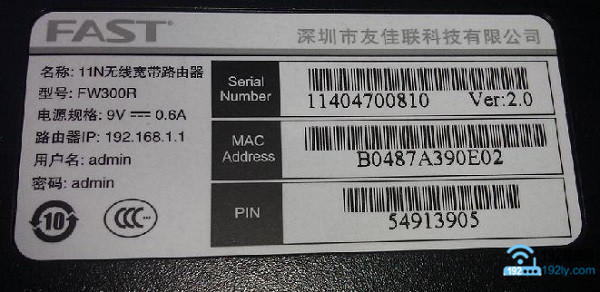 FAST®
深圳市友佳联科技有限公司
名称: 11N无线宽带路由器
型号: FW300R
电源规格: 9V ⎓ 0.6A
路由器IP: 192.168.1.1
用户名: admin
密码: admin
10
CCC
Serial Number
11404700810 Ver:2.0
MAC Address
B0487A390E02
PIN
54913905
192
192ly.com